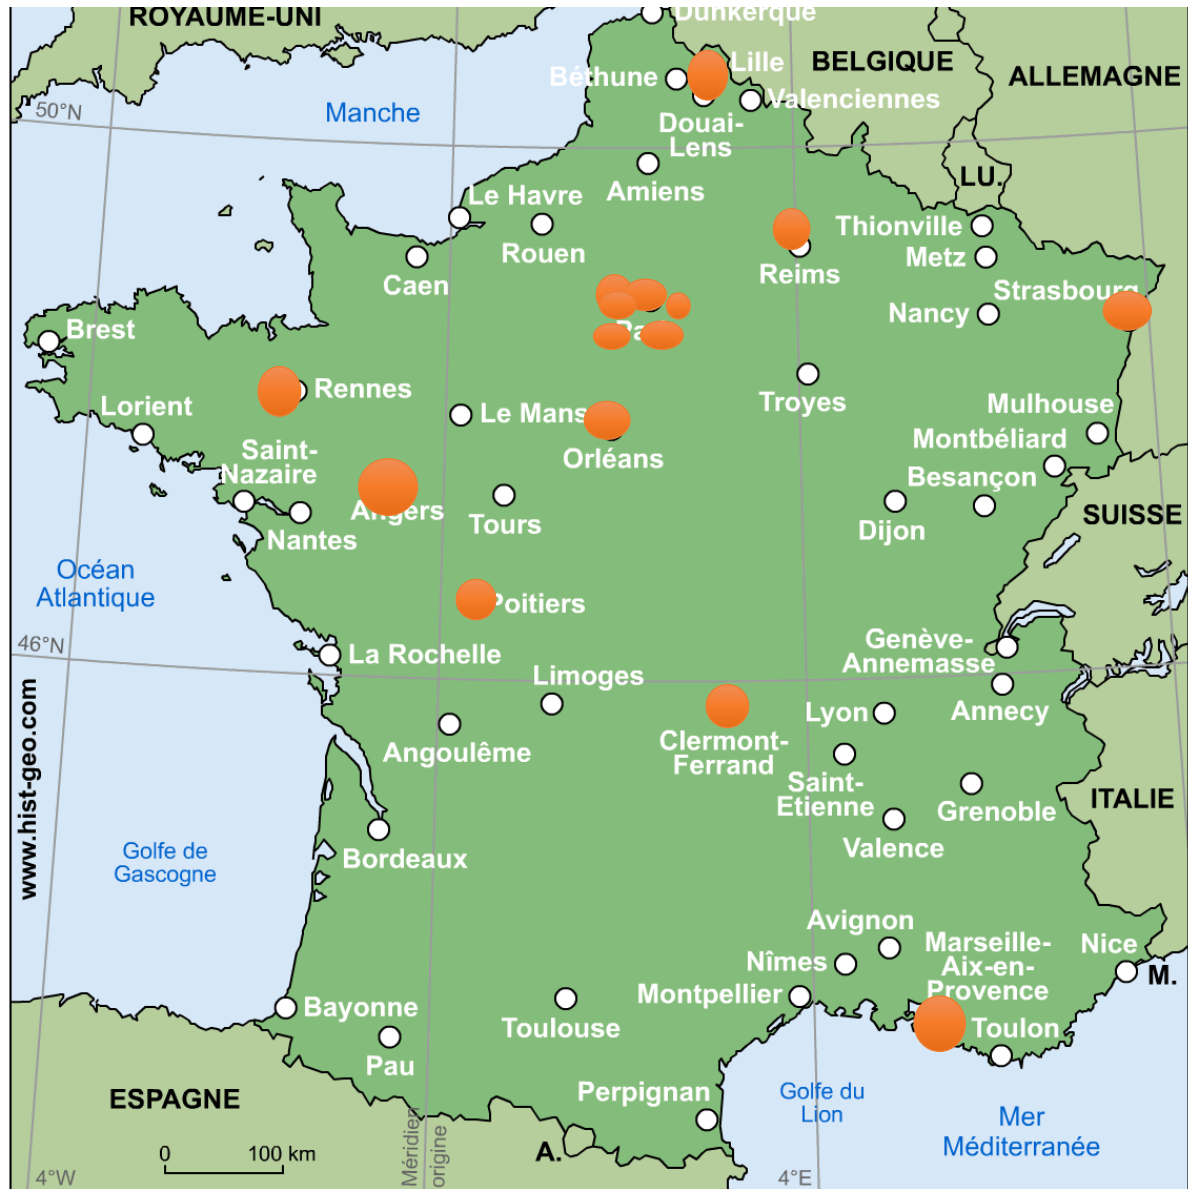 ROYAUME-UNI
Dunkerque
Lille
BELGIQUE
ALLEMAGNE
Béthune
Valenciennes
50°N
Manche
Douai-
Lens
LU.
Amiens
Le Havre
Rouen
Thionville
Reims
Metz
Caen
Strasbourg
Nancy
Brest
Rennes
Lorient
Le Mans
Troyes
Mulhouse
Montbéliard
Saint-
Nazaire
Orléans
Besançon
Angers
Tours
Dijon
SUISSE
Nantes
Océan
Atlantique
Poitiers
46°N
La Rochelle
Genève-
Annemasse
Limoges
Lyon
Annecy
Angoulême
Clermont-
Ferrand
Saint-
Etienne
Grenoble
ITALIE
www.hist-geo.com
Golfe de
Gascogne
Bordeaux
Valence
Avignon
Marseille-
Aix-en-
Provence
Nice
Nîmes
M.
Montpellier
Bayonne
Toulouse
Toulon
Pau
Perpignan
Golfe du
Lion
ESPAGNE
Mer
Méditerranée
Méridien
origine
A.
0 100 km
4°W
4°E